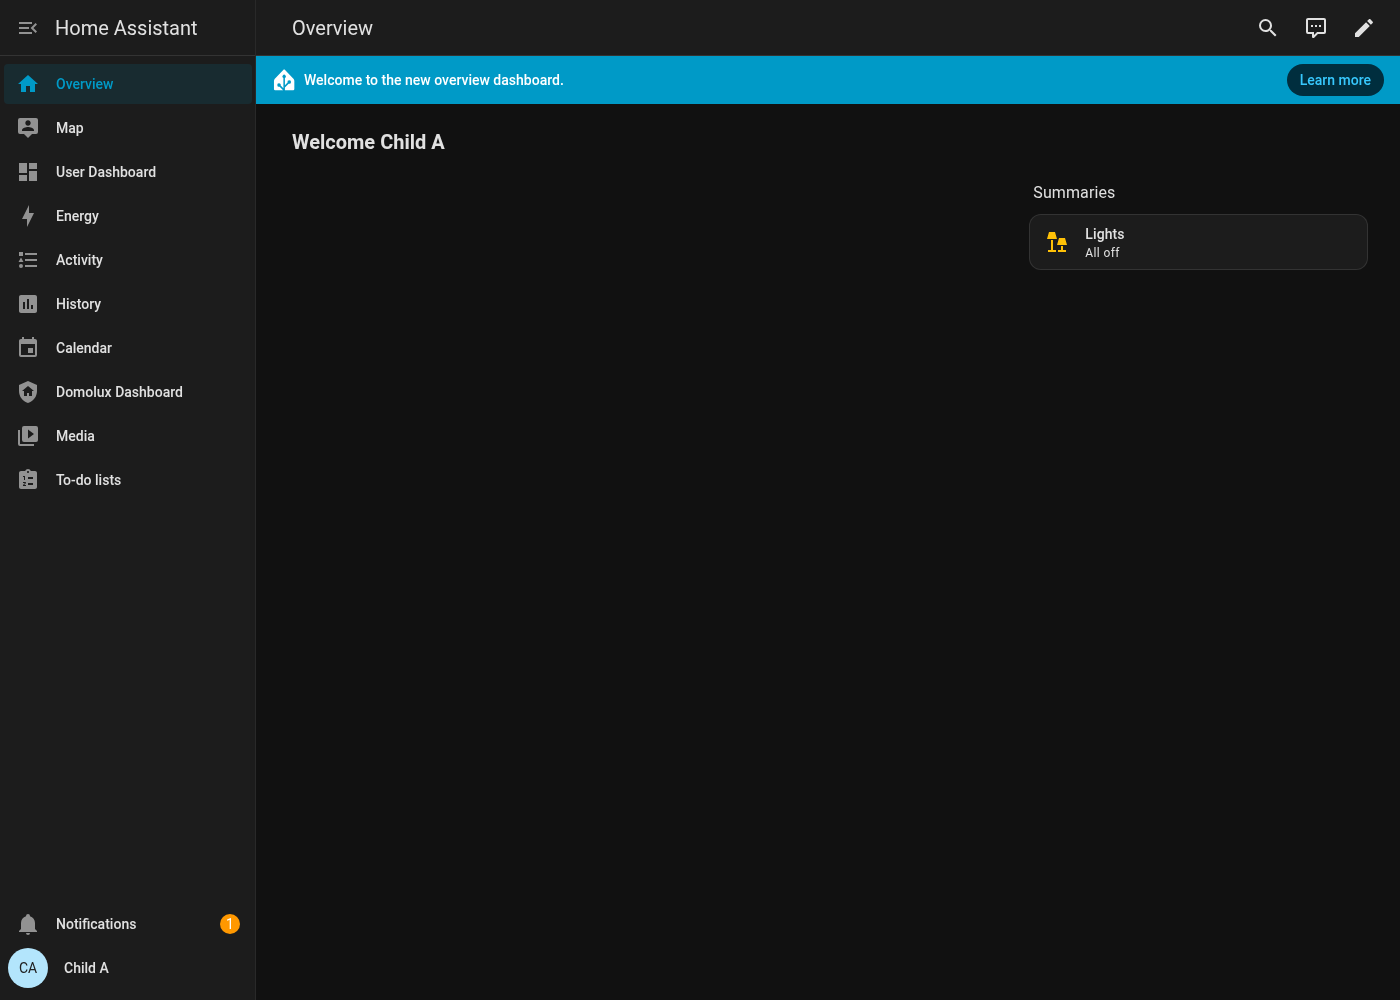 Home Assistant
Overview
Overview
Map
User Dashboard
Energy
Activity
History
Calendar
Domolux Dashboard
Media
To-do lists
Notifications
1
CA
Child A
Welcome to the new overview dashboard.
Learn more
Welcome Child A
Summaries
Lights
All off